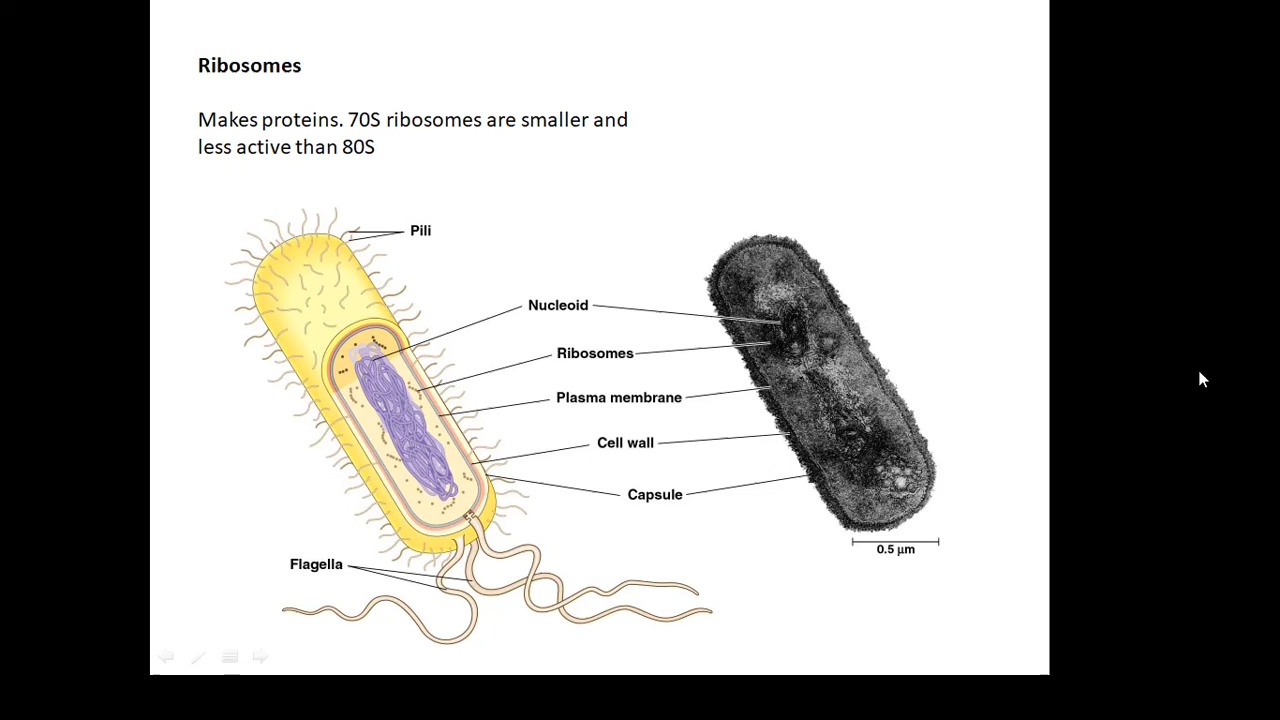 Ribosomes
Makes proteins. 70S ribosomes are smaller and
less active than 80S
Pili
Nucleoid
Ribosomes
Plasma membrane
Cell wall
Capsule
Flagella
0.5 µm